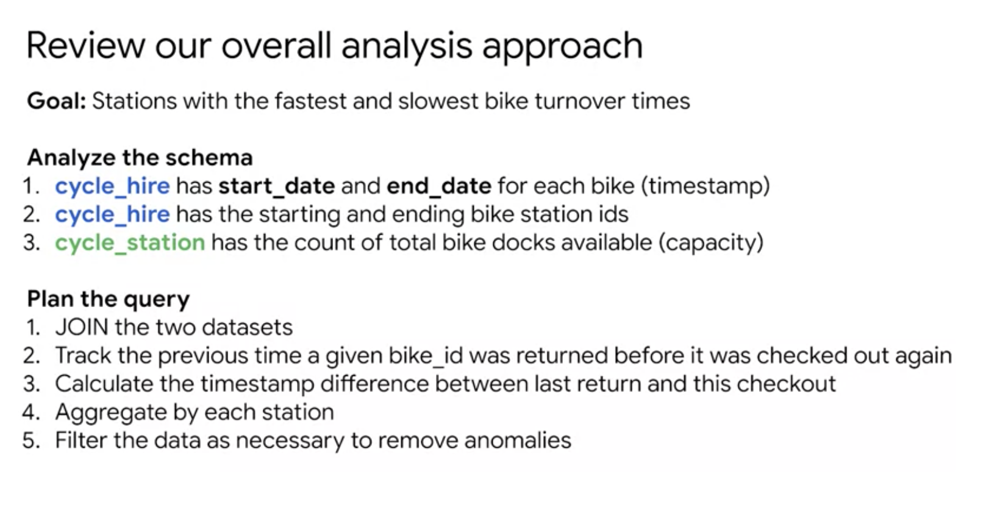 Review our overall analysis approach
Goal: Stations with the fastest and slowest bike turnover times
Analyze the schema
1. cycle_hire has start_date and end_date for each bike (timestamp)
2. cycle_hire has the starting and ending bike station ids
3. cycle_station has the count of total bike docks available (capacity)
Plan the query
1. JOIN the two datasets
2. Track the previous time a given bike_id was returned before it was checked out again
3. Calculate the timestamp difference between last return and this checkout
4. Aggregate by each station
5. Filter the data as necessary to remove anomalies